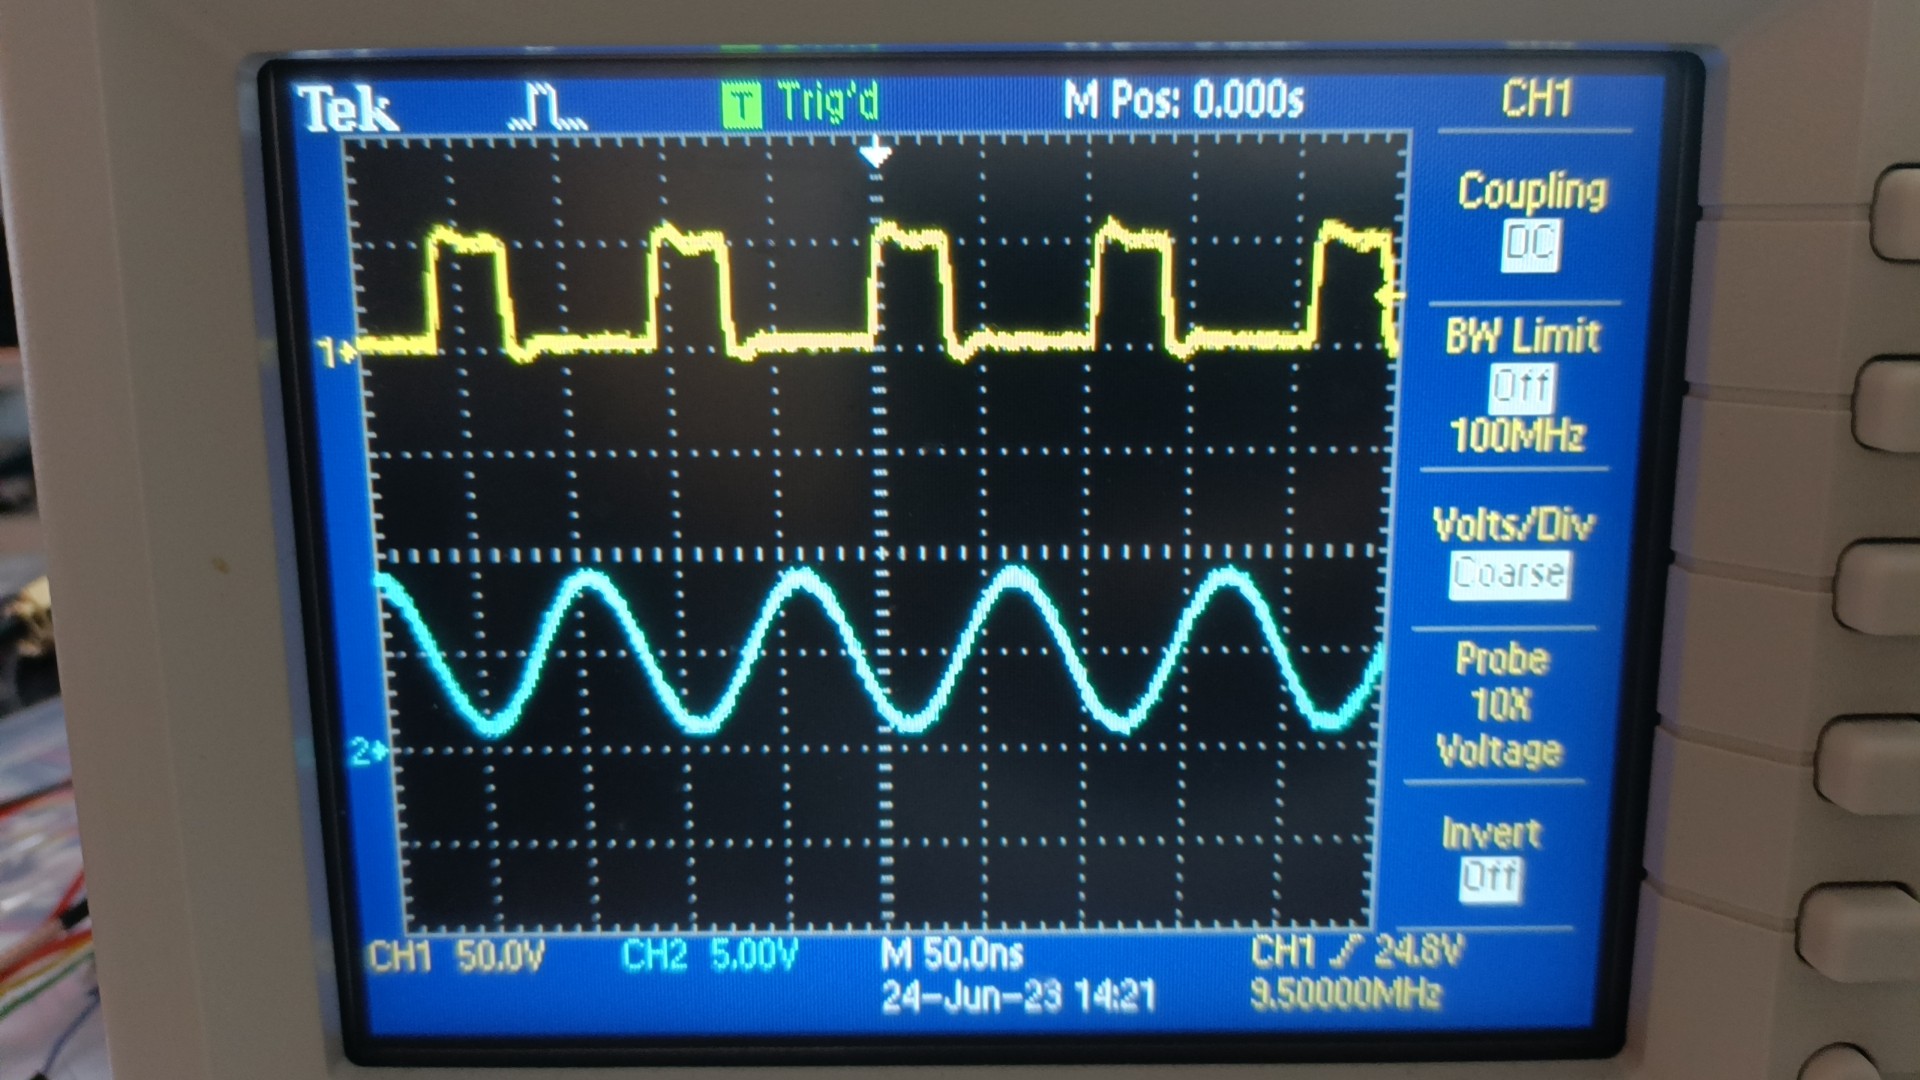 Tek T Trig'd M Pos: 0.000s CH1
Coupling
DC
1
BW Limit
Off
100MHz
Volts/Div
Coarse
Probe
10X
Voltage
2
Invert
Off
CH1 50.0V CH2 5.00V M 50.0ns CH1 24.8V
24-Jun-23 14:21 9.50000MHz